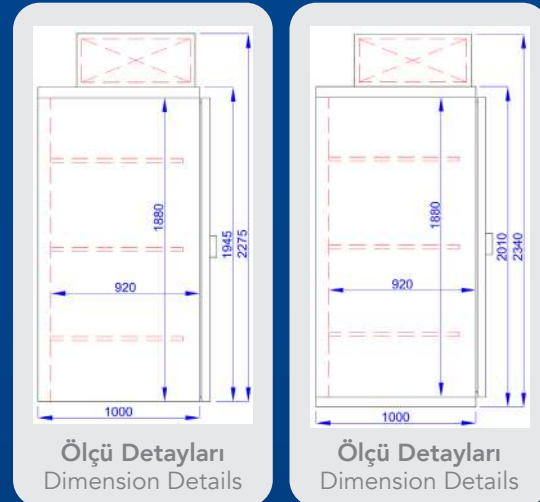 1880
1945
2275
920
1000
Ölçü Detayları
Dimension Details
1880
2010
2340
920
1000
Ölçü Detayları
Dimension Details